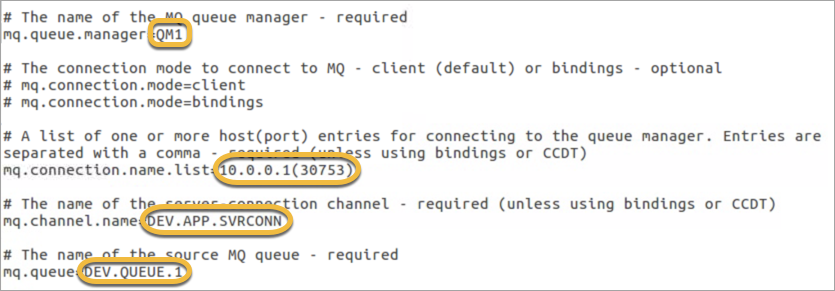 # The name of the MQ queue manager - required
mq.queue.manager=QM1
# The connection mode to connect to MQ - client (default) or bindings - optional
# mq.connection.mode=client
# mq.connection.mode=bindings
# A list of one or more host(port) entries for connecting to the queue manager. Entries are
separated with a comma - required (unless using bindings or CCDT)
mq.connection.name.list=10.0.0.1(30753)
# The name of the server connection channel - required (unless using bindings or CCDT)
mq.channel.name=DEV.APP.SVRCONN
# The name of the source MQ queue - required
mq.queue=DEV.QUEUE.1